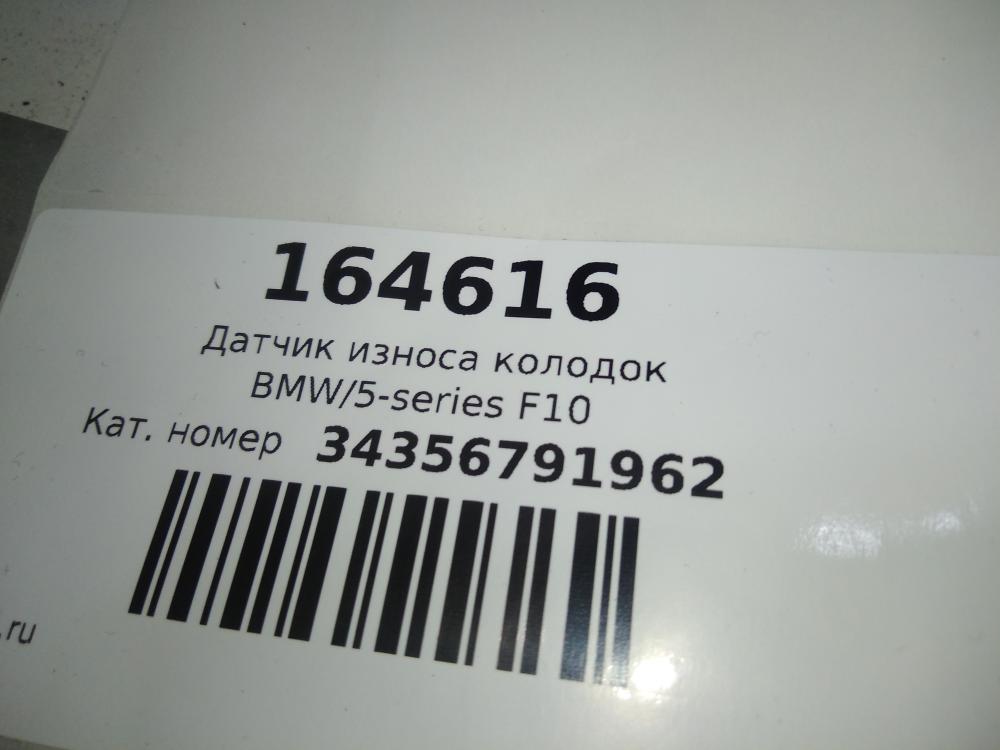 164616
Датчик износа колодок
BMW/5-series F10
Кат. номер 34356791962
.ru